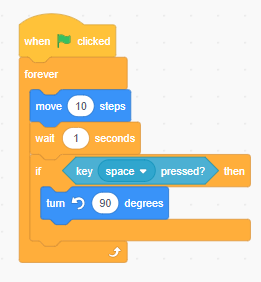 when clicked
forever
move 10 steps
wait 1 seconds
if key space pressed? then
turn 90 degrees